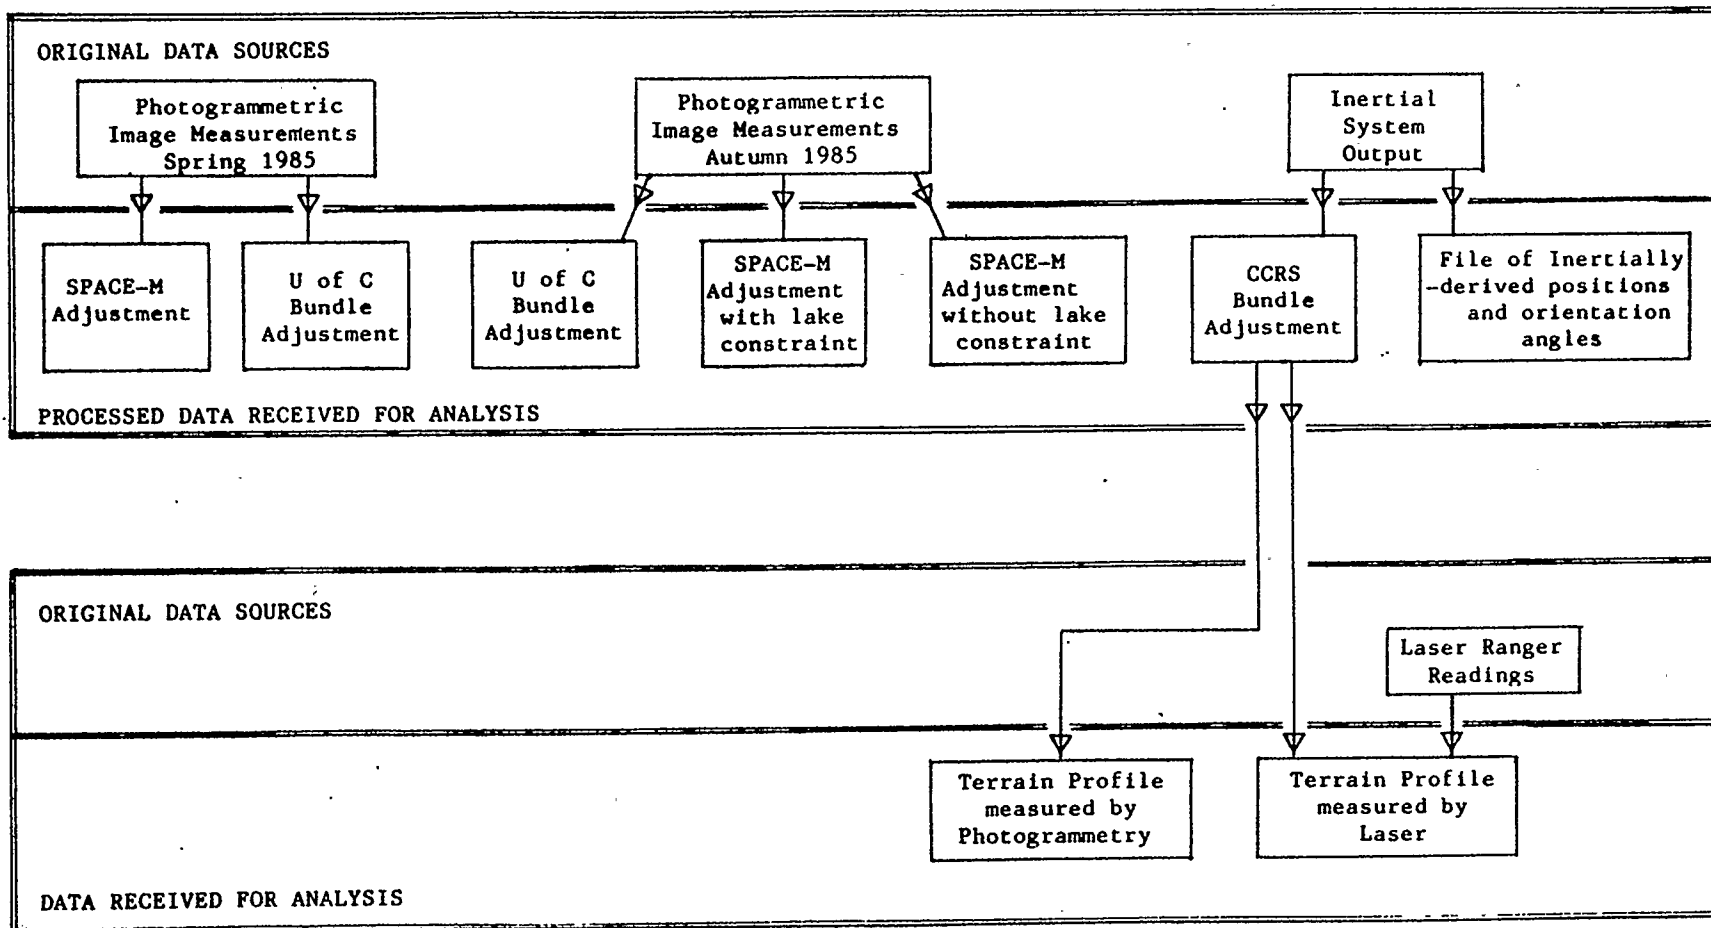 ORIGINAL DATA SOURCES
Photogrammetric
Image Measurements
Spring 1985
Photogrammetric
Image Measurements
Autumn 1985
Inertial
System
Output
SPACE-M
Adjustment
U of C
Bundle
Adjustment
U of C
Bundle
Adjustment
SPACE-M
Adjustment
with lake
constraint
SPACE-M
Adjustment
without lake
constraint
CCRS
Bundle
Adjustment
File of Inertially
-derived positions
and orientation
angles
PROCESSED DATA RECEIVED FOR ANALYSIS
ORIGINAL DATA SOURCES
Laser Ranger
Readings
Terrain Profile
measured by
Photogrammetry
Terrain Profile
measured by
Laser
DATA RECEIVED FOR ANALYSIS